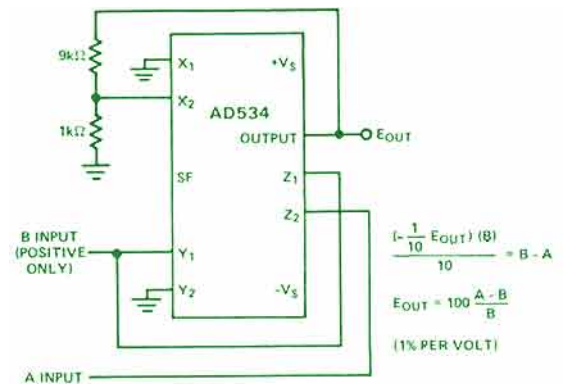 9kΩ
1kΩ
X1
X2
+VS
AD534
OUTPUT
EOUT
SF
Z1
Z2
B INPUT
(POSITIVE
ONLY)
Y1
Y2
-VS
A INPUT
(-1/10 EOUT) (B) / 10 = B - A
EOUT = 100 A - B / B
(1% PER VOLT)